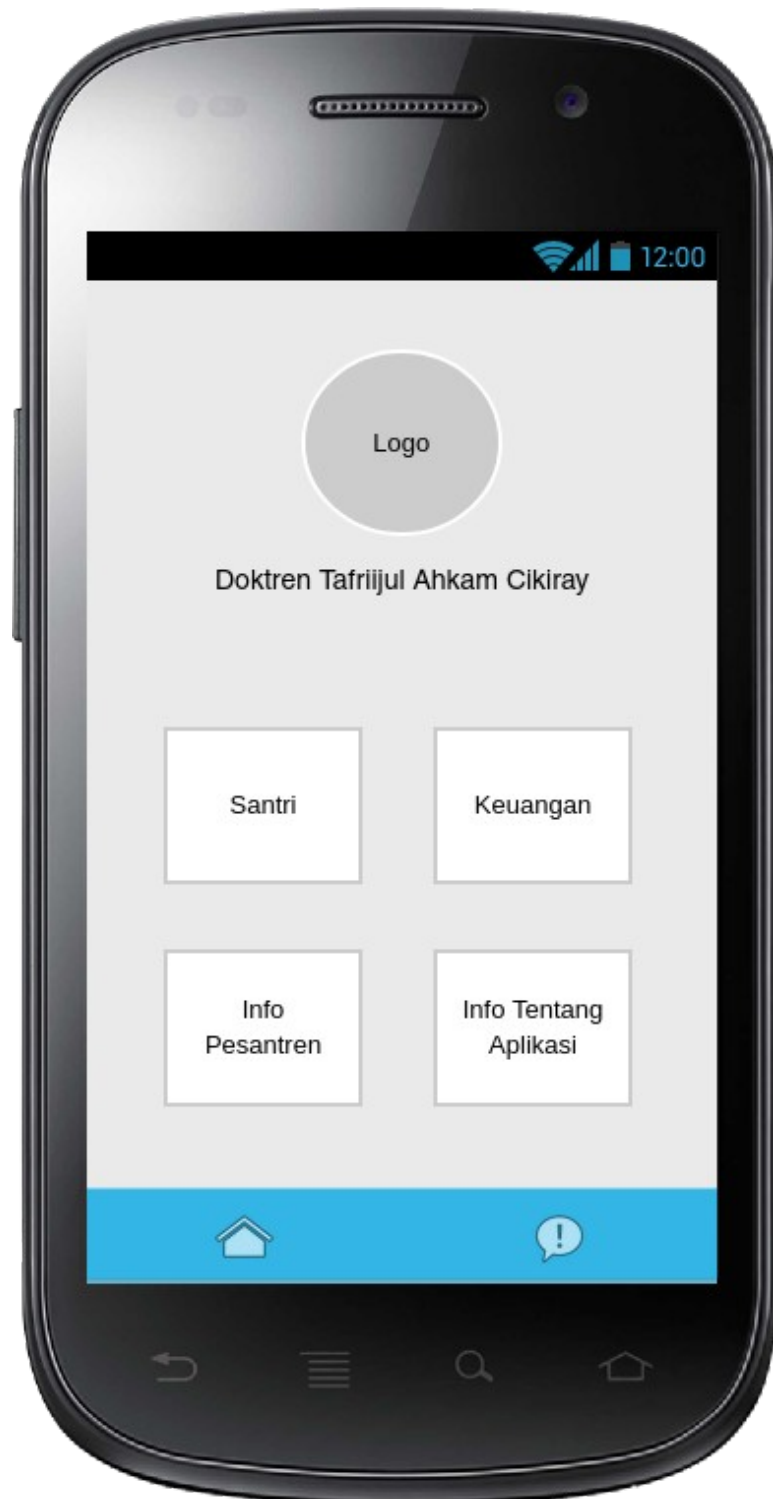 12:00
Logo
Doktren Tafriijul Ahkam Cikiray
Santri
Keuangan
Info
Pesantren
Info Tentang
Aplikasi
!